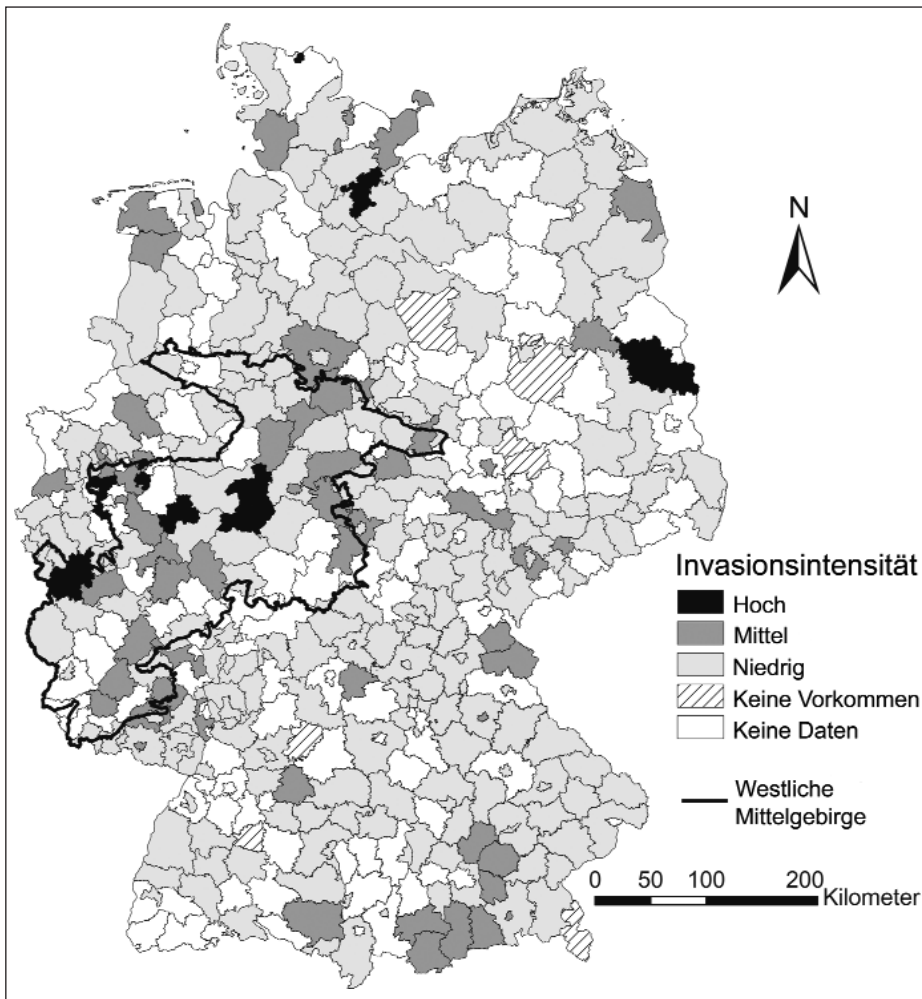 N
Invasionsintensität
Hoch
Mittel
Niedrig
Keine Vorkommen
Keine Daten
Westliche
Mittelgebirge
0 50 100 200
Kilometer